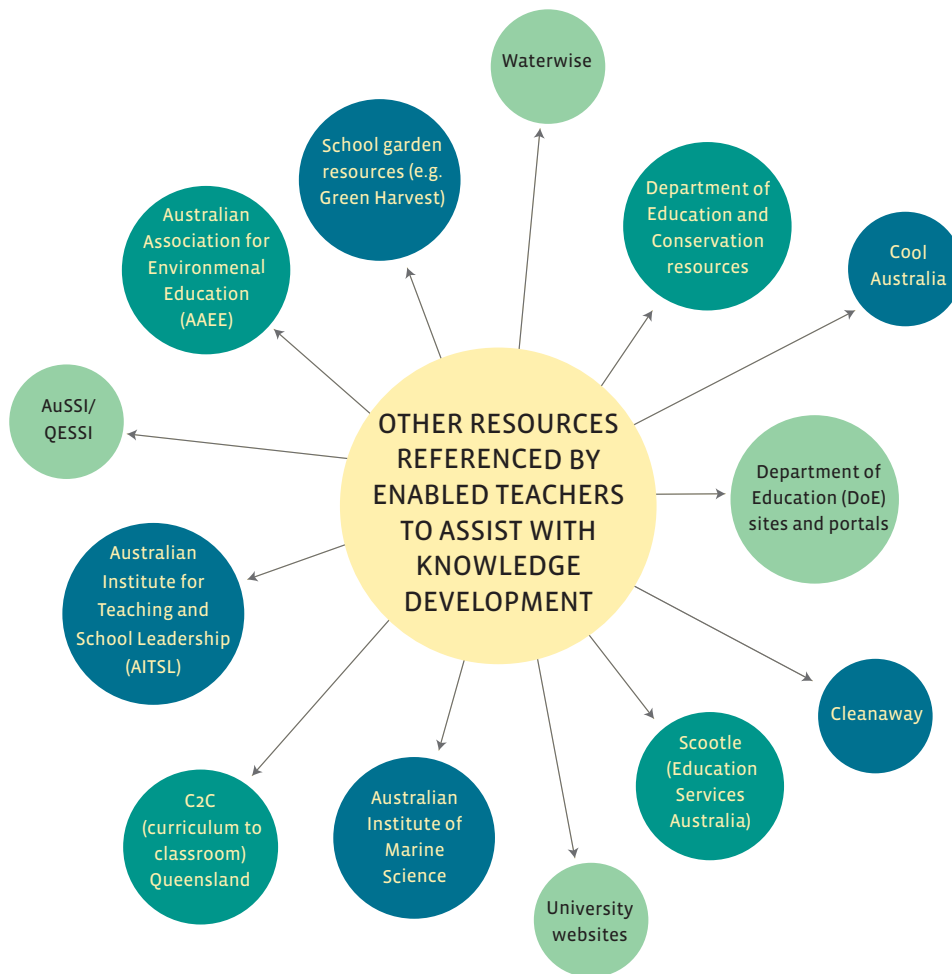 Waterwise
School garden
resources (e.g.
Green Harvest)
Department of
Education and
Conservation
resources
Australian
Association for
Environmenal
Education
(AAEE)
Cool
Australia
AuSSI/
QESSI
OTHER RESOURCES
REFERENCED BY
ENABLED TEACHERS
TO ASSIST WITH
KNOWLEDGE
DEVELOPMENT
Department of
Education (DoE)
sites and portals
Australian
Institute for
Teaching and
School Leadership
(AITSL)
Cleanaway
Scootle
(Education
Services
Australia)
C2C
(curriculum to
classroom)
Queensland
Australian
Institute of
Marine
Science
University
websites